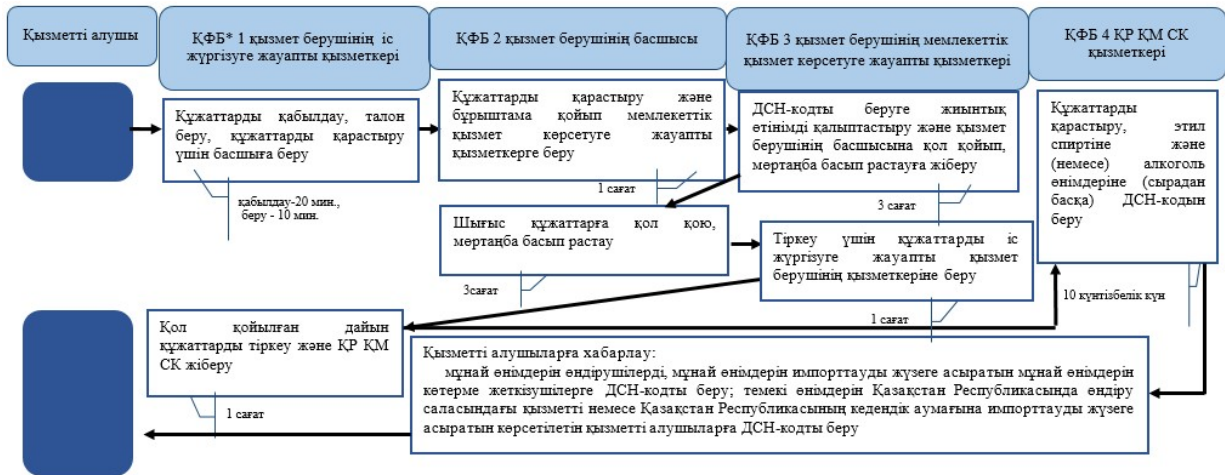 Қызметті алушы
ҚФБ* 1 қызмет берушінің іс
жүргізуге жауапты қызметкері
ҚФБ 2 қызмет берушінің басшысы
ҚФБ 3 қызмет берушінің мемлекеттік
қызмет көрсетуге жауапты қызметкері
ҚФБ 4 ҚР ҚМ СК
қызметкері
Құжаттарды қабылдау, талон
беру, құжаттарды қарастыру
үшін басшыға беру
қабылдау-20 мин.,
беру - 10 мин.
Құжаттарды қарастыру және
бұрыштама қойып мемлекеттік
қызмет көрсетуге жауапты
қызметкерге беру
1 сағат
ДСН-кодты беруге жиынтық
өтінімді қалыптастыру және қызмет
берушінің басшысына қол қойып,
мөртаңба басып растауға жіберу
3 сағат
Құжаттарды
қарастыру, этил
спиртіне және
(немесе) алкоголь
өнімдеріне (сырадан
басқа) ДСН-кодын
беру
10 күнтізбелік күн
Шығыс құжаттарға қол қою,
мөртаңба басып растау
3сағат
Тіркеу үшін құжаттарды іс
жүргізуге жауапты қызмет
берушінің қызметкеріне беру
1 сағат
Қол қойылған дайын
құжаттарды тіркеу және ҚР ҚМ
СК жіберу
1 сағат
Қызметті алушыларға хабарлау:
мұнай өнімдерін өндірушілерді, мұнай өнімдерін импорттауды жүзеге асыратын мұнай өнімдерін
көтерме жеткізушілерге ДСН-кодты беру; темекі өнімдерін Қазақстан Республикасында өндіру
саласындағы қызметті немесе Қазақстан Республикасының кедендік аумағына импорттауды жүзеге
асыратын көрсетілетін қызметті алушыларға ДСН-кодты беру